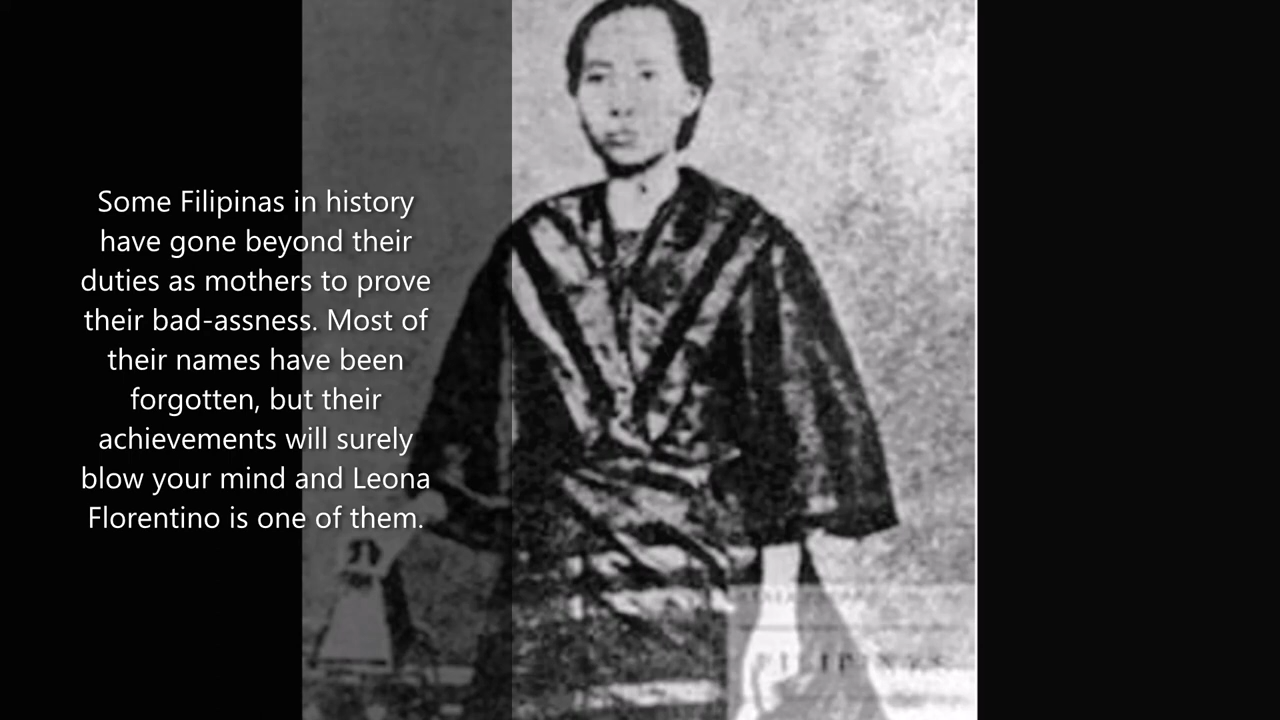 Some Filipinas in history
have gone beyond their
duties as mothers to prove
their bad-assness. Most of
their names have been
forgotten, but their
achievements will surely
blow your mind and Leona
Florentino is one of them.